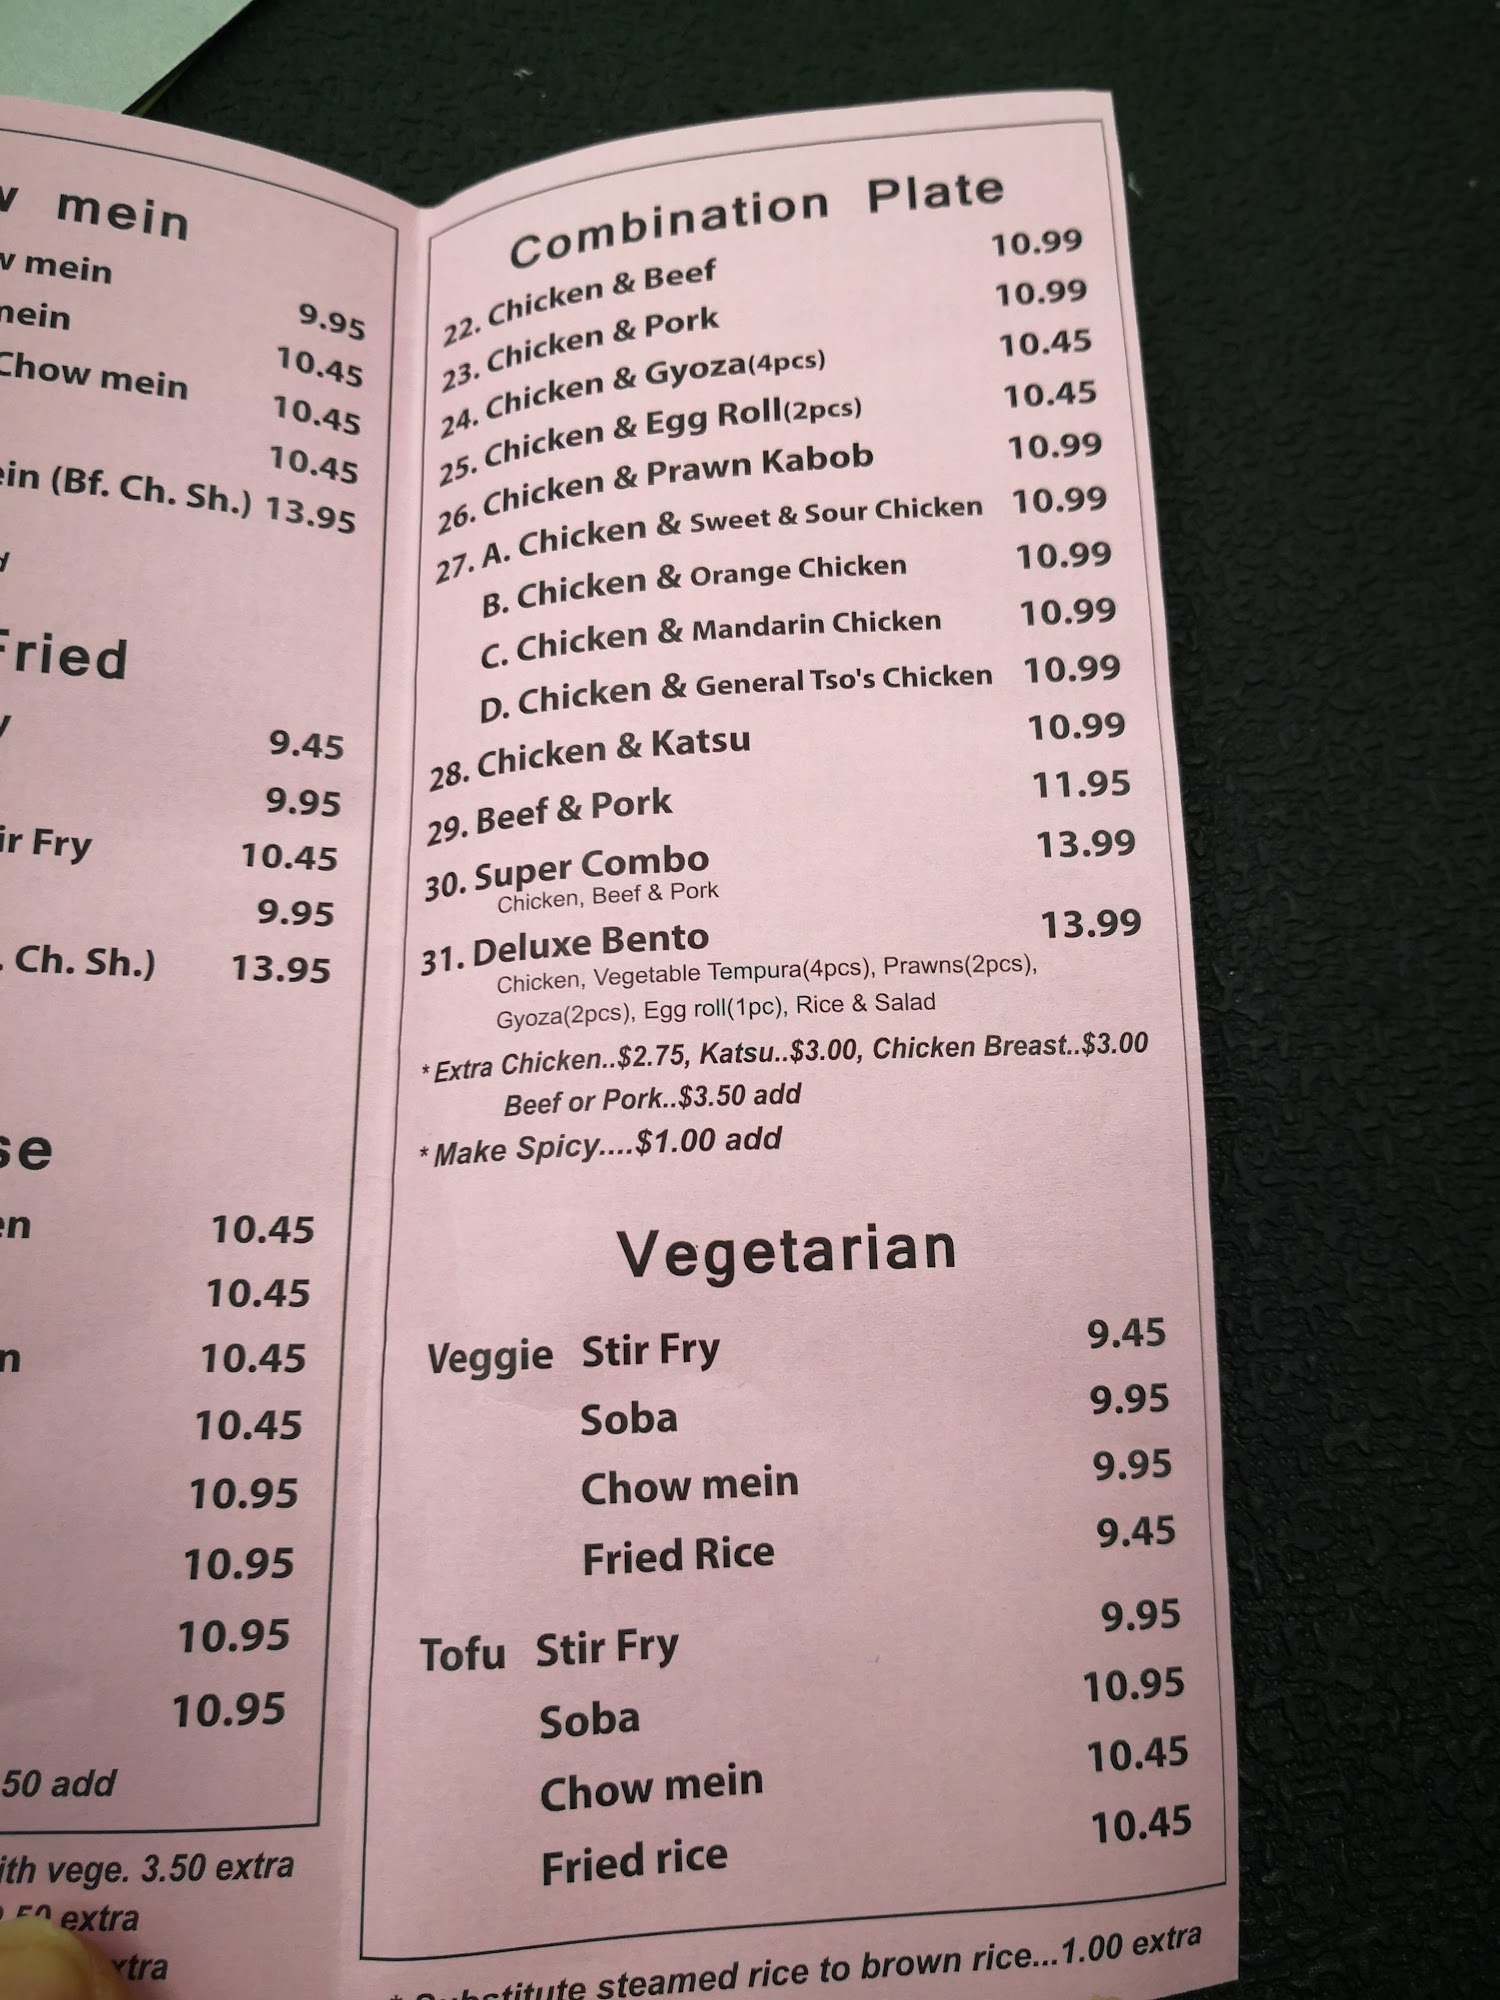 mein
mein 9.95
10.45
Chow mein 10.45
10.45
(Bf. Ch. Sh.) 13.95
Fried
9.45
9.95
Fry 10.45
9.95
Ch. Sh.) 13.95
10.45
10.45
10.45
10.45
10.95
10.95
10.95
10.95
50 add
vege. 3.50 extra
extra
Combination Plate
22. Chicken & Beef 10.99
23. Chicken & Pork 10.99
24. Chicken & Gyoza(4pcs) 10.45
25. Chicken & Egg Roll(2pcs) 10.45
26. Chicken & Prawn Kabob 10.99
27. A. Chicken & Sweet & Sour Chicken 10.99
B. Chicken & Orange Chicken 10.99
C. Chicken & Mandarin Chicken 10.99
D. Chicken & General Tso's Chicken 10.99
28. Chicken & Katsu 10.99
29. Beef & Pork 11.95
30. Super Combo 13.99
Chicken, Beef & Pork
31. Deluxe Bento 13.99
Chicken, Vegetable Tempura(4pcs), Prawns(2pcs),
Gyoza(2pcs), Egg roll(1pc), Rice & Salad
*Extra Chicken..$2.75, Katsu..$3.00, Chicken Breast..$3.00
Beef or Pork..$3.50 add
*Make Spicy....$1.00 add
Vegetarian
Veggie Stir Fry 9.45
Soba 9.95
Chow mein 9.95
Fried Rice 9.45
Tofu Stir Fry 9.95
Soba 10.95
Chow mein 10.45
Fried rice 10.45
* Substitute steamed rice to brown rice...1.00 extra